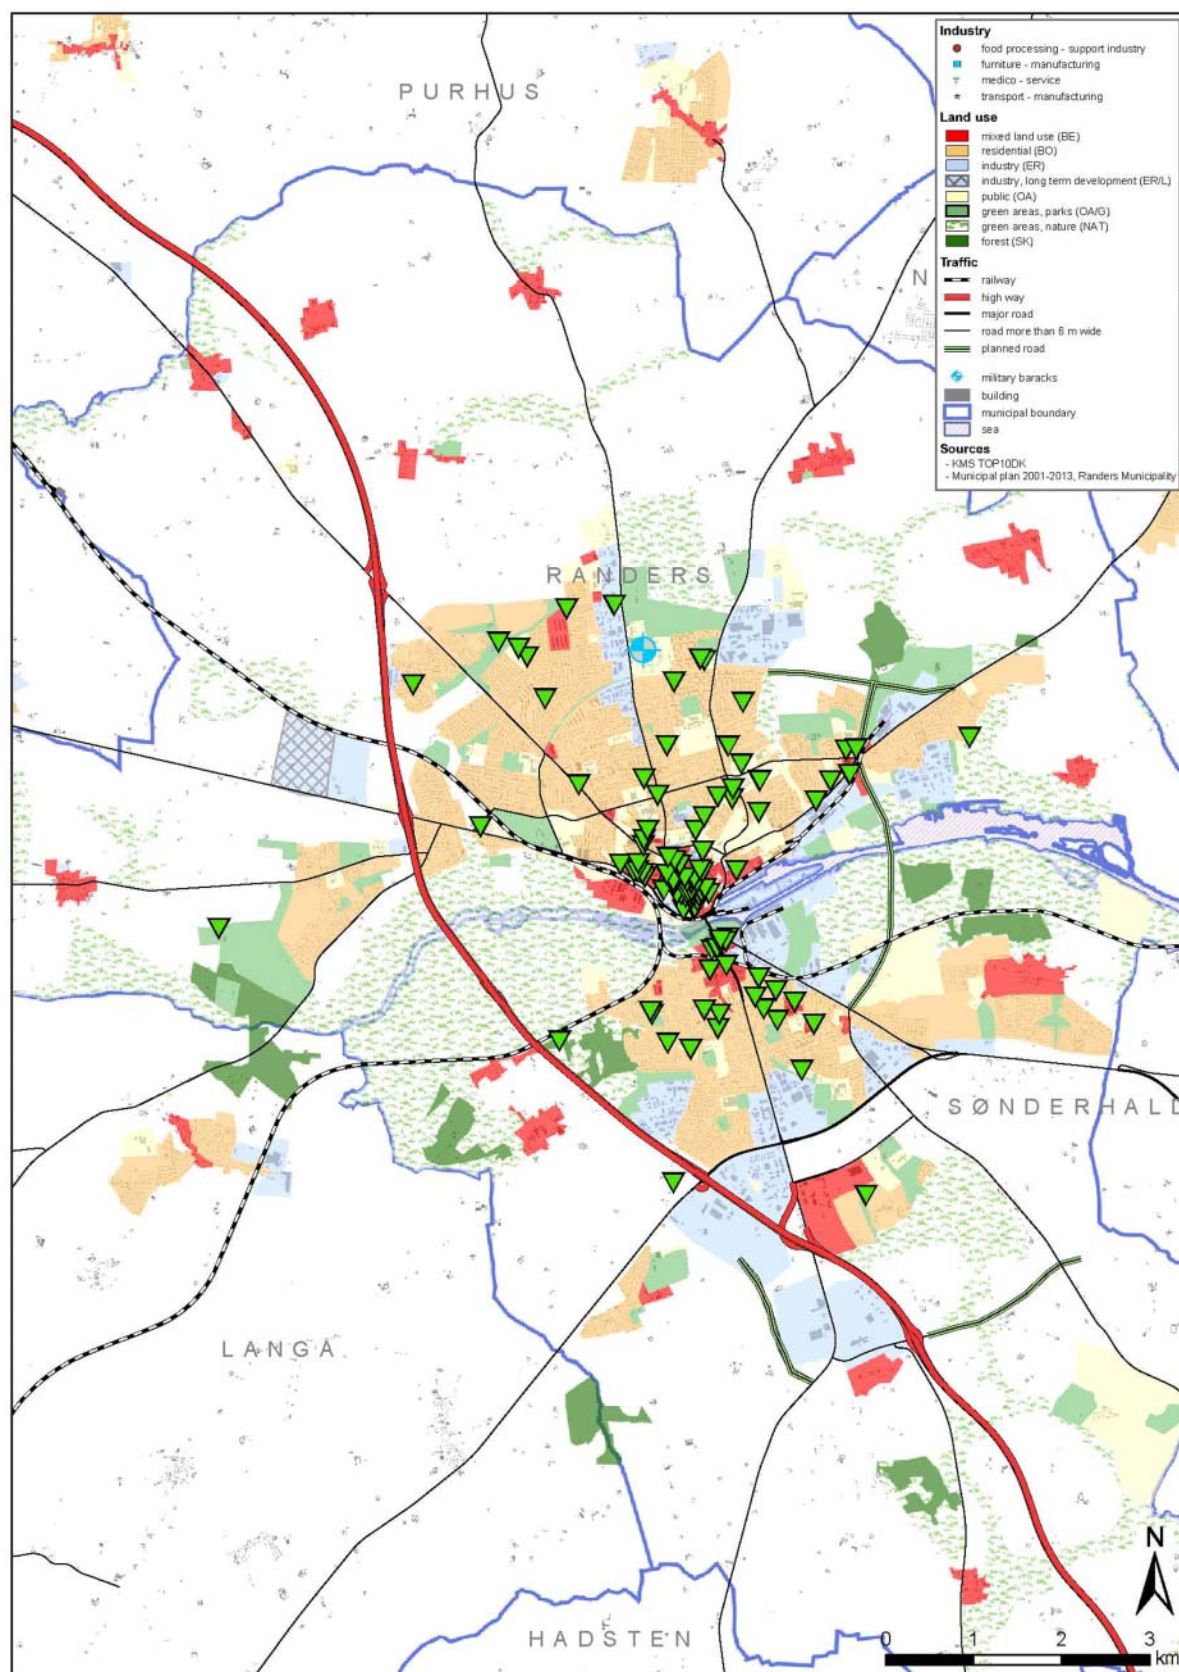 PURHUS
N
RANDERS
SØNDERHALD
LANGÅ
HADSTEN
Industry
food processing - support industry
furniture - manufacturing
medico - service
transport - manufacturing
Land use
mixed land use (BE)
residential (BO)
industry (ER)
industry, long term development (ER/L)
public (OA)
green areas, parks (OA/G)
green areas, nature (NAT)
forest (SK)
Traffic
railway
high way
major road
road more than 6 m wide
planned road
military baracks
building
municipal boundary
sea
Sources
- KMS TOP10DK
- Municipal plan 2001-2013, Randers Municipality
N
0 1 2 3
km